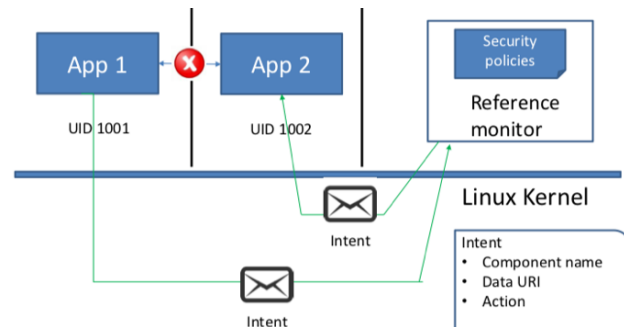 App 1
X
App 2
UID 1001
UID 1002
Security
policies
Reference
monitor
Linux Kernel
Intent
Intent
Intent
• Component name
• Data URI
• Action